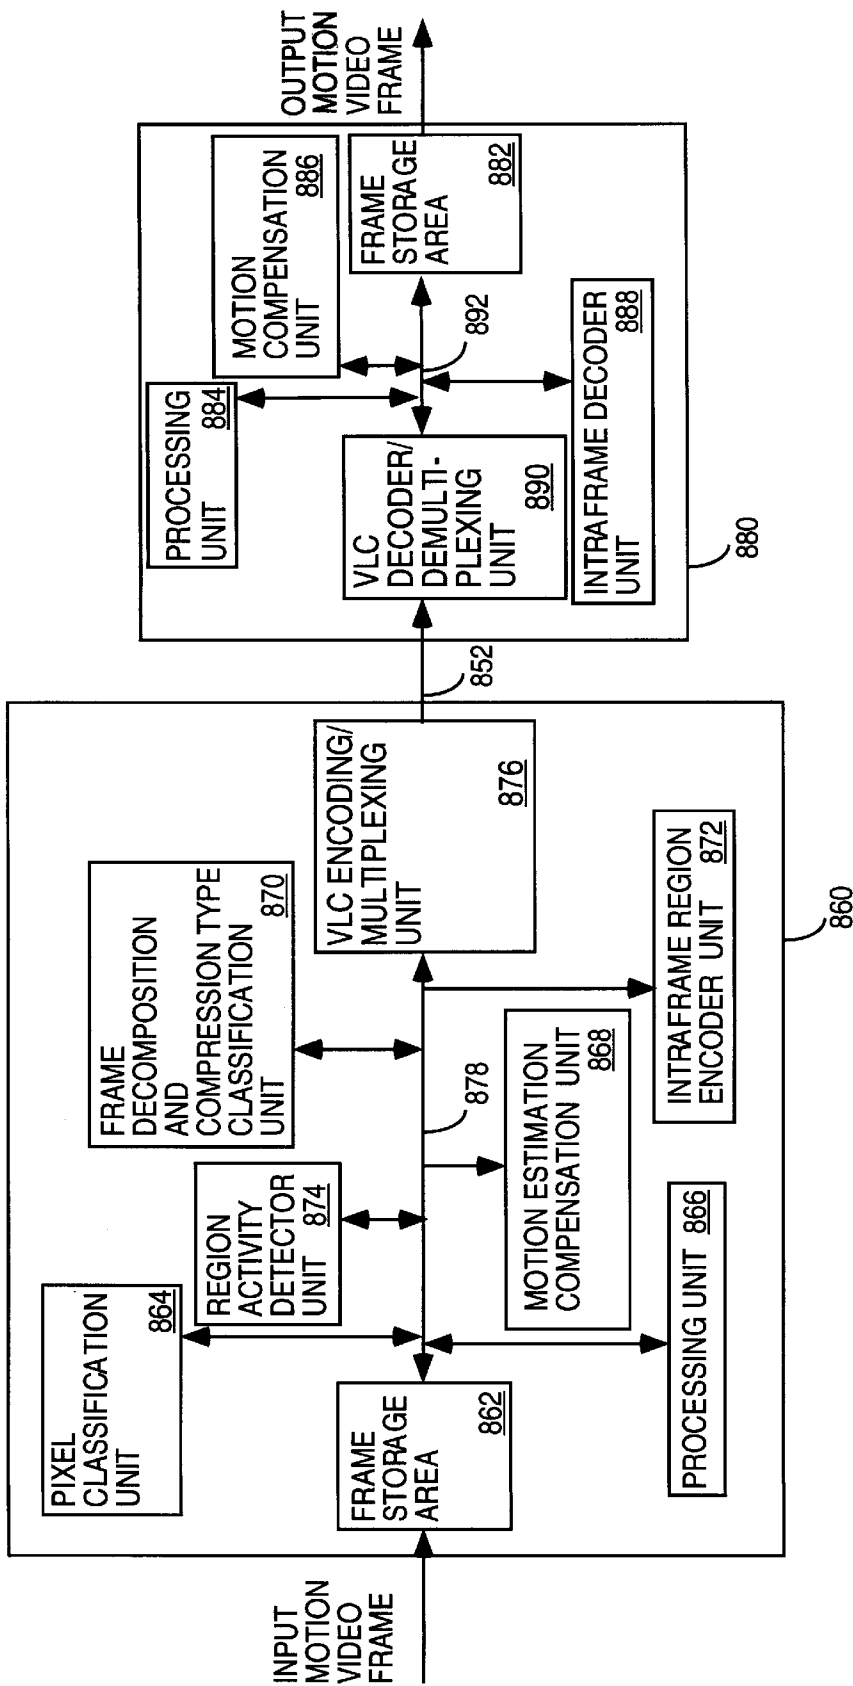 INPUT
MOTION
VIDEO
FRAME
PIXEL
CLASSIFICATION
UNIT
864
REGION
ACTIVITY
DETECTOR
UNIT 874
FRAME
DECOMPOSITION
AND
COMPRESSION TYPE
CLASSIFICATION
UNIT
870
FRAME
STORAGE
AREA
862
878
VLC ENCODING/
MULTIPLEXING
UNIT
876
MOTION ESTIMATION
COMPENSATION UNIT
868
PROCESSING UNIT 866
INTRAFRAME REGION
ENCODER UNIT 872
860
852
PROCESSING
UNIT
884
MOTION
COMPENSATION
UNIT
886
VLC
DECODER/
DEMULTI-
PLEXING
UNIT
890
892
FRAME
STORAGE
AREA
882
INTRAFRAME DECODER
UNIT
888
880
OUTPUT
MOTION
VIDEO
FRAME